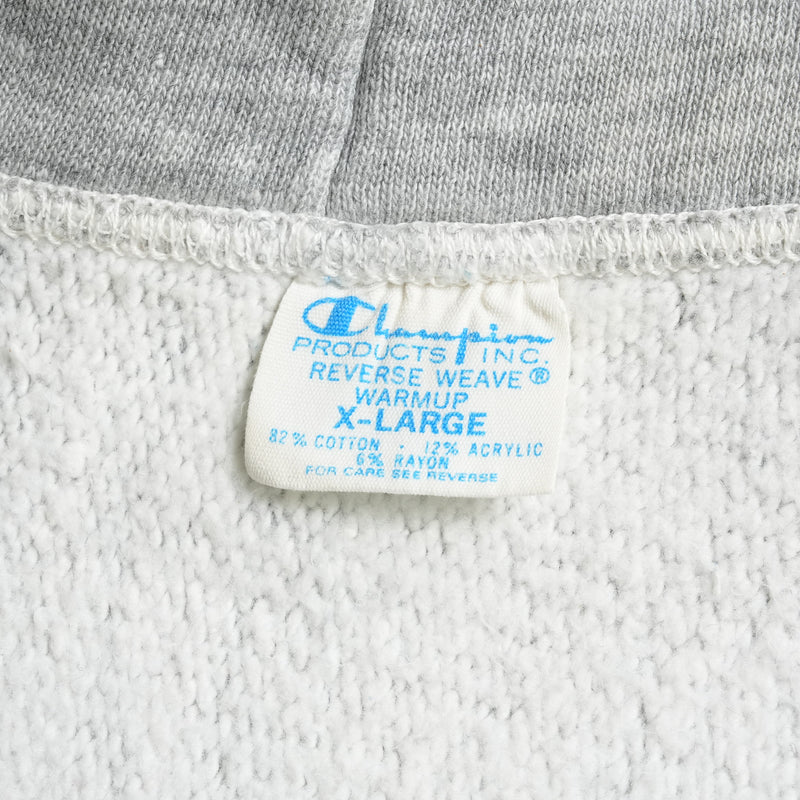 Champion
PRODUCTS INC.
REVERSE WEAVE®
WARMUP
X-LARGE
82% COTTON · 12% ACRYLIC
6% RAYON
FOR CARE SEE REVERSE